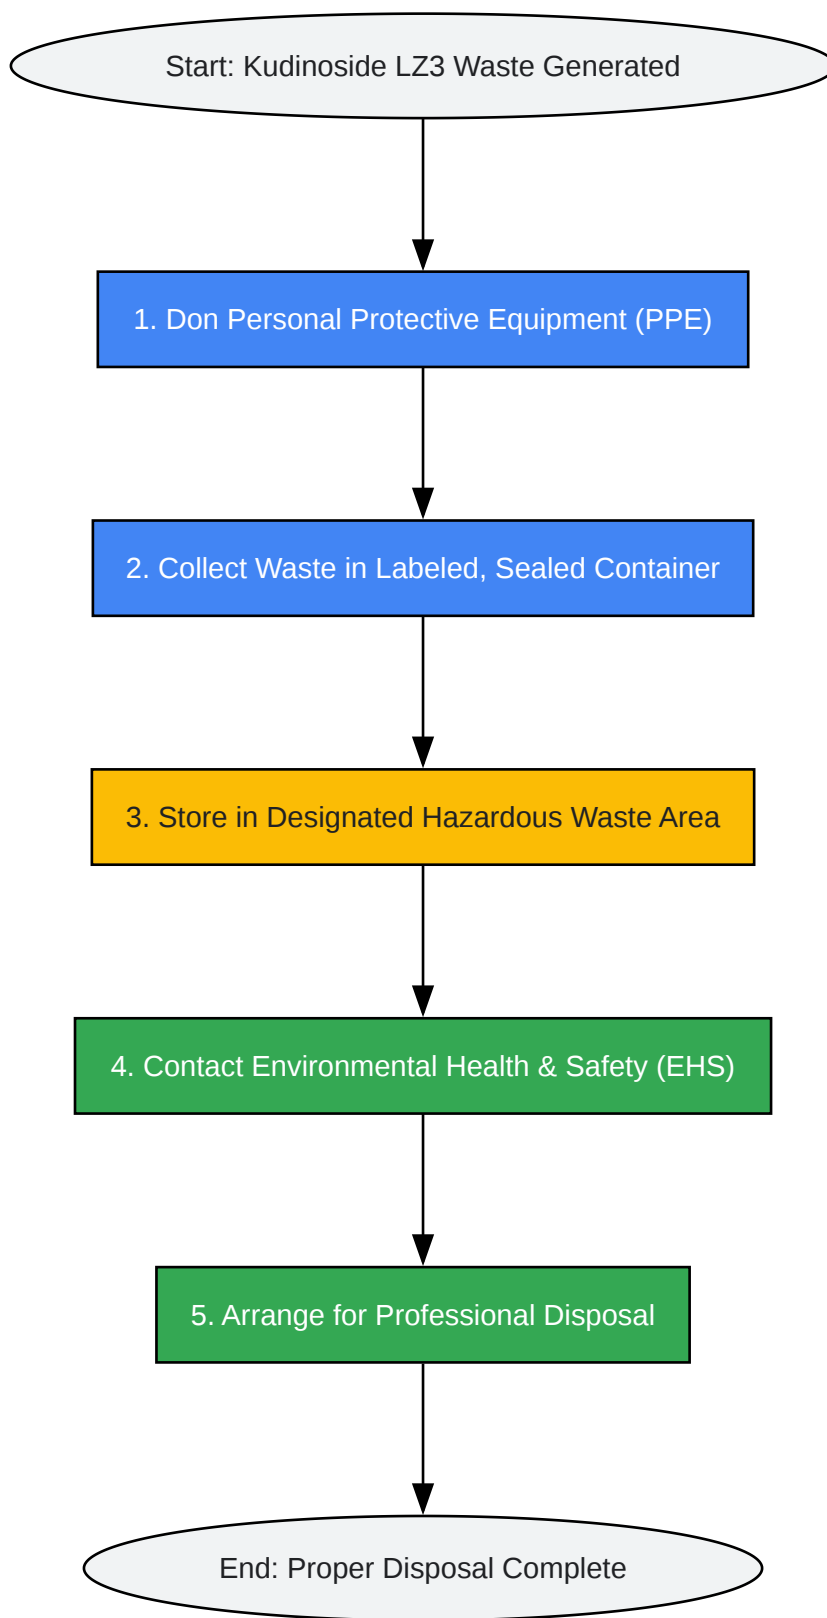 Start: Kudinoside LZ3 Waste Generated
1. Don Personal Protective Equipment (PPE)
2. Collect Waste in Labeled, Sealed Container
3. Store in Designated Hazardous Waste Area
4. Contact Environmental Health & Safety (EHS)
5. Arrange for Professional Disposal
End: Proper Disposal Complete